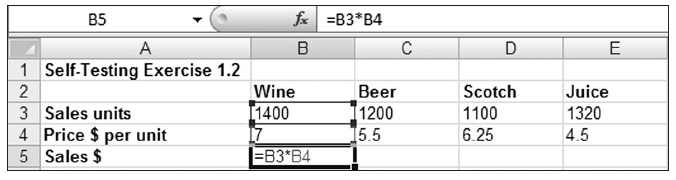 B5 fx =B3*B4
A B C D E
1 Self-Testing Exercise 1.2
2 Wine Beer Scotch Juice
3 Sales units 1400 1200 1100 1320
4 Price $ per unit 7 5.5 6.25 4.5
5 Sales $ =B3*B4